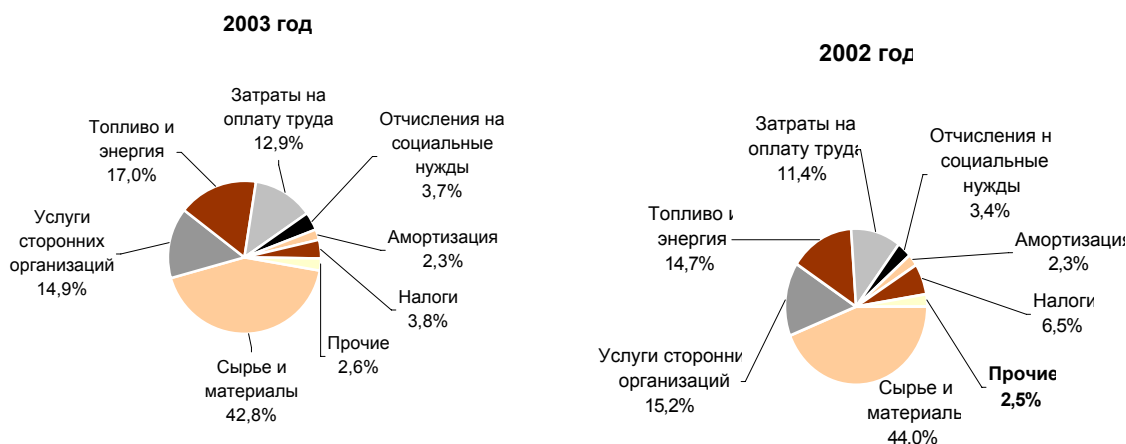 2003 год
Затраты на
оплату труда
12,9%
Отчисления на
социальные
нужды
3,7%
Топливо и
энергия
17,0%
Услуги
сторонних
организаций
14,9%
Амортизация
2,3%
Налоги
3,8%
Прочие
2,6%
Сырье и
материалы
42,8%
2002 год
Затраты на
оплату труда
11,4%
Отчисления н
социальные
нужды
3,4%
Топливо и
энергия
14,7%
Амортизация
2,3%
Налоги
6,5%
Услуги сторонни
организаций
15,2%
Прочие
2,5%
Сырье и
материалы
44,0%